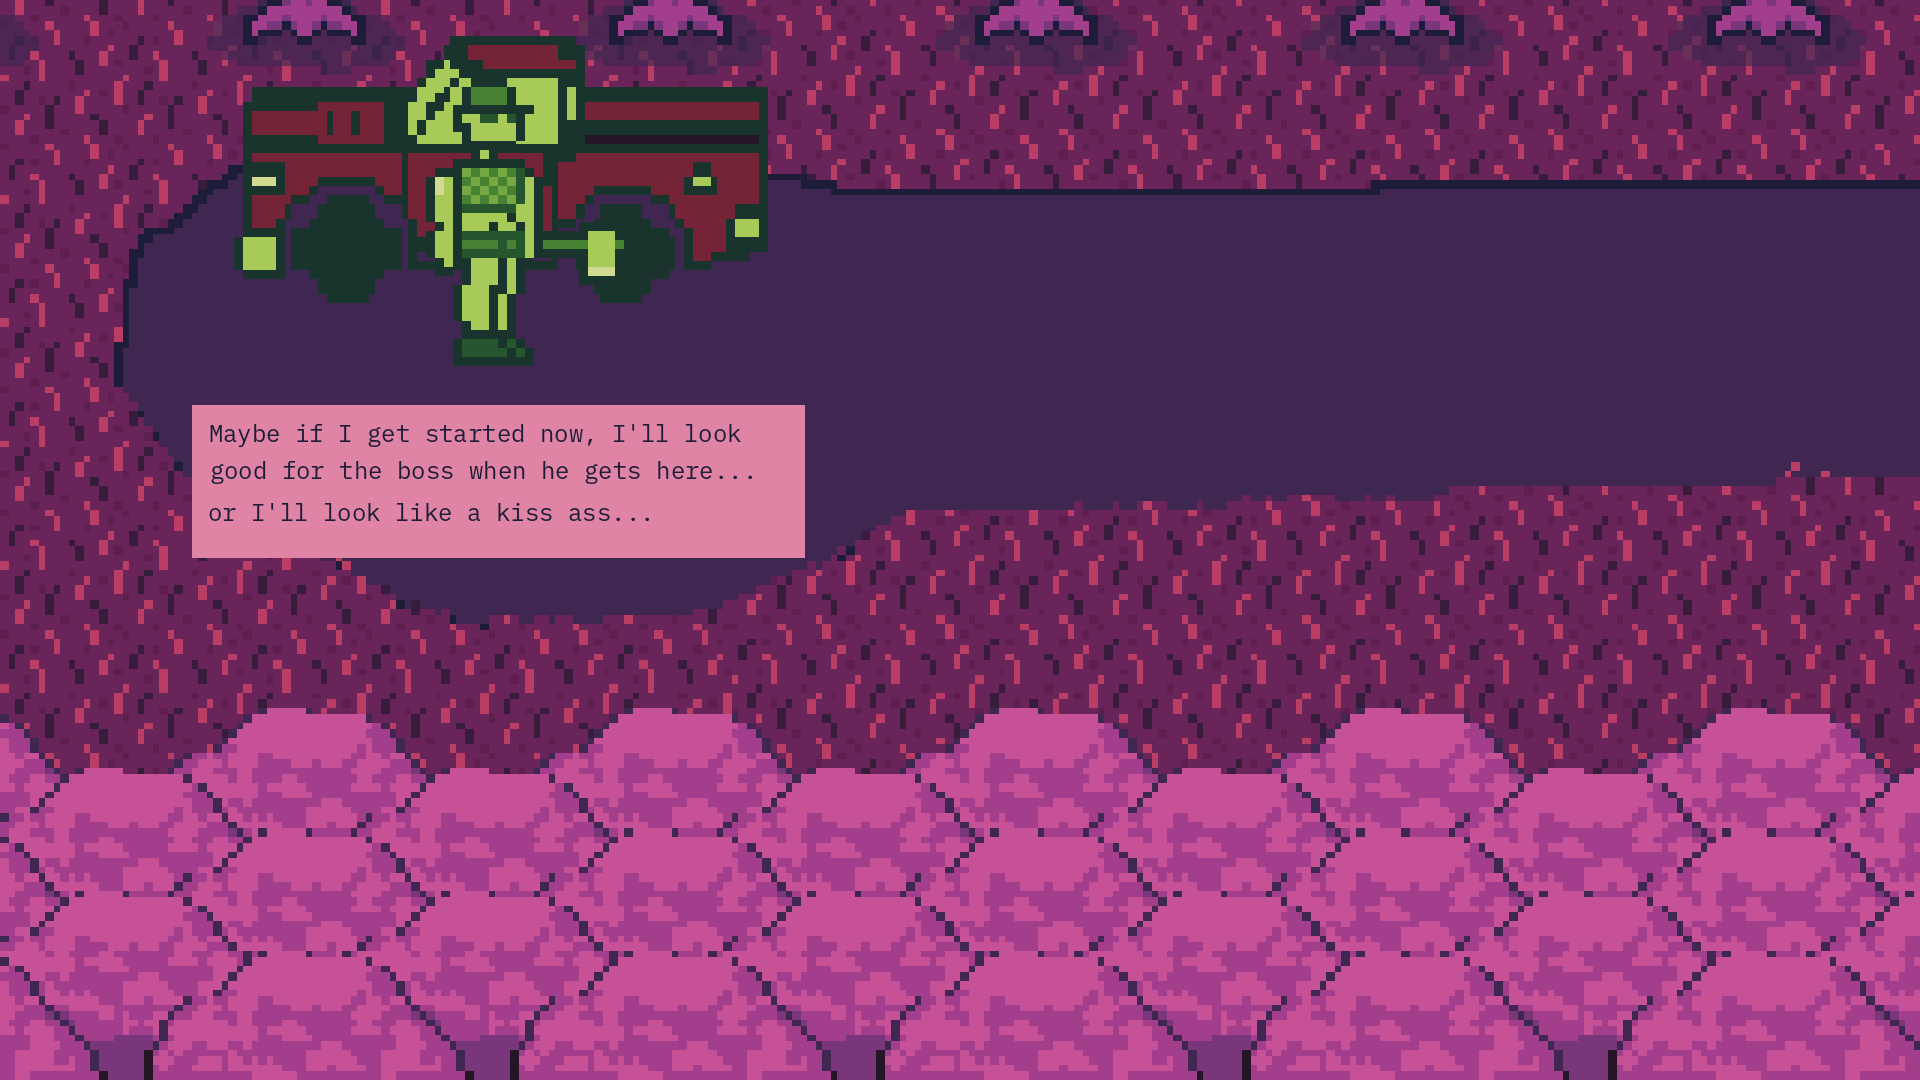 Maybe if I get started now, I'll look
good for the boss when he gets here...
or I'll look like a kiss ass...